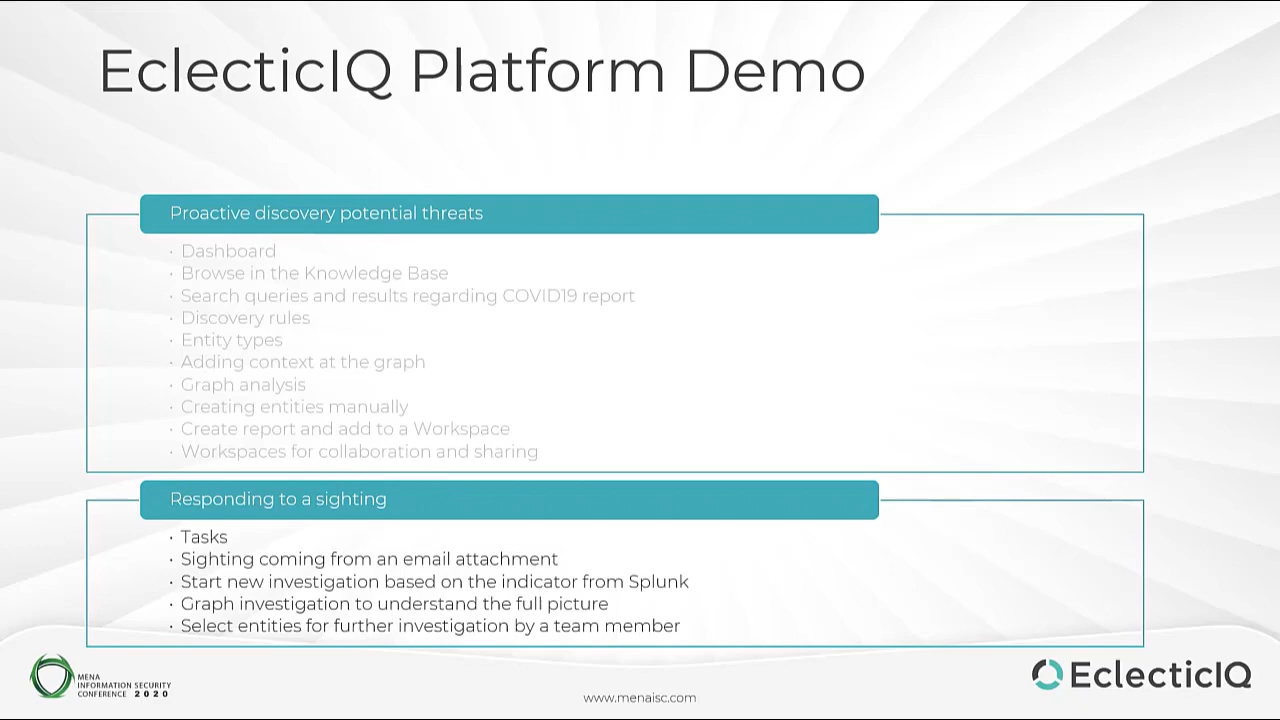 EclecticIQ Platform Demo
Proactive discovery potential threats
· Dashboard
· Browse in the Knowledge Base
· Search queries and results regarding COVID19 report
· Discovery rules
· Entity types
· Adding context at the graph
· Graph analysis
· Creating entities manually
· Create report and add to a Workspace
· Workspaces for collaboration and sharing
Responding to a sighting
· Tasks
· Sighting coming from an email attachment
· Start new investigation based on the indicator from Splunk
· Graph investigation to understand the full picture
· Select entities for further investigation by a team member
MENA
INFORMATION SECURITY
CONFERENCE 2020
www.menaisc.com
EclecticIQ